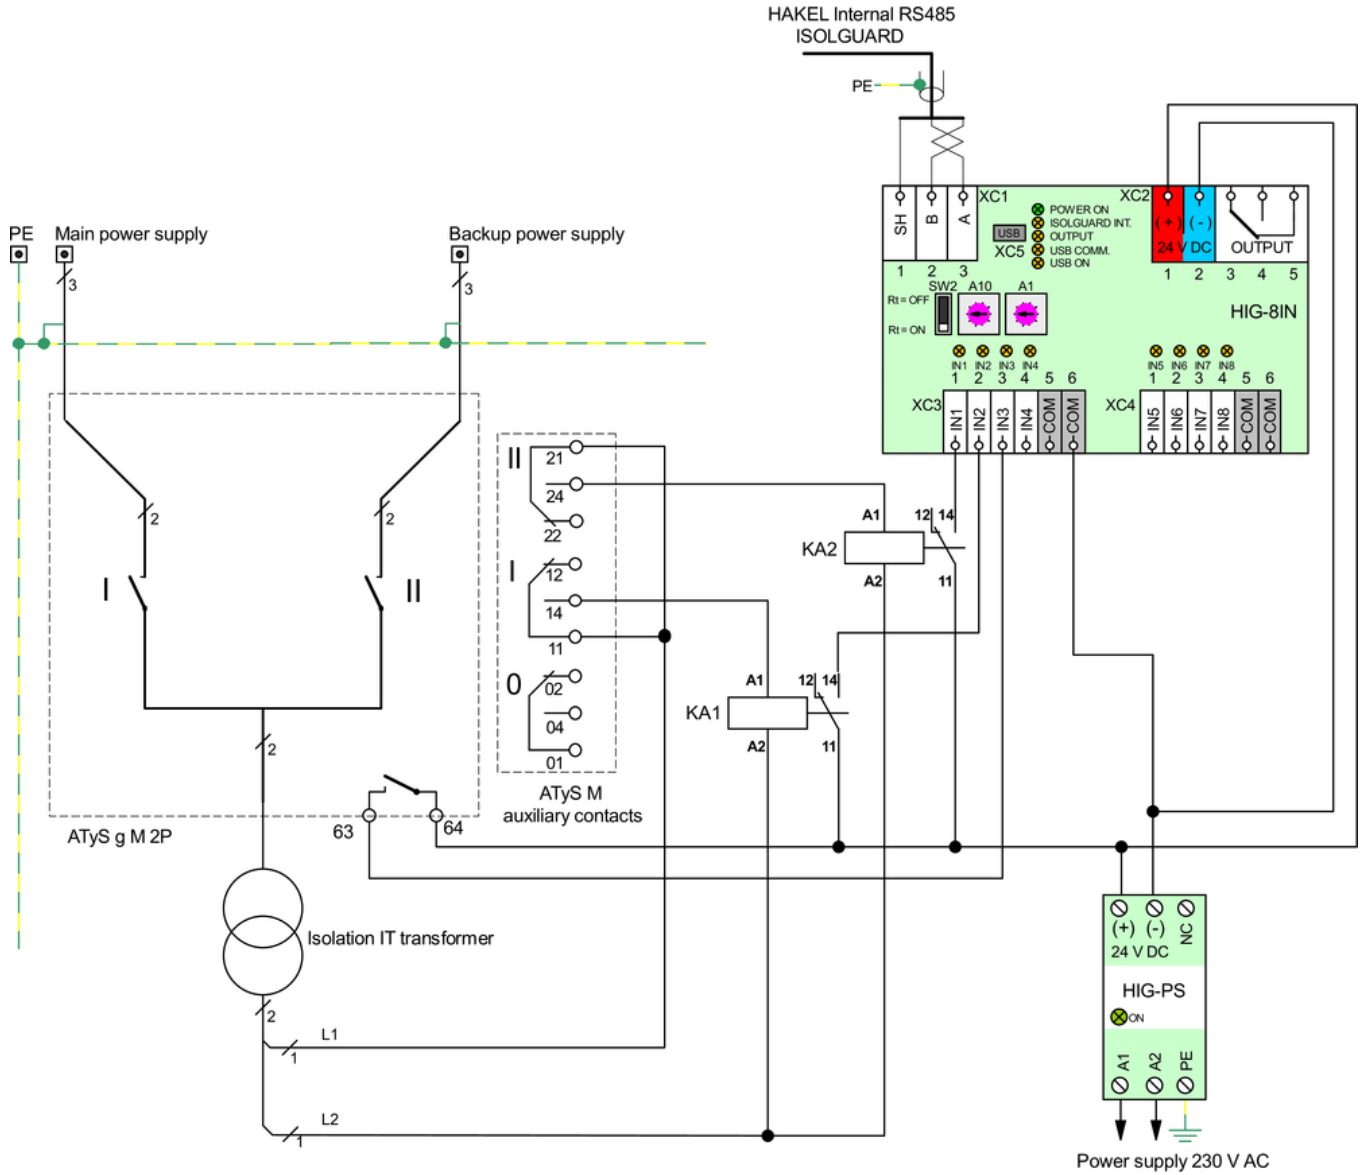 HAKEL Internal RS485
ISOLGUARD
PE
XC1
SH
B
A
1
2
3
USB
XC5
POWER ON
ISOLGUARD INT.
OUTPUT
USB COMM.
USB ON
XC2
(+)
(-)
24 V DC
OUTPUT
1
2
3
4
5
SW2
A10
A1
Rt = OFF
Rt = ON
HIG-8IN
IN1
IN2
IN3
IN4
1
2
3
4
5
6
XC3
IN1
IN2
IN3
IN4
COM
COM
IN5
IN6
IN7
IN8
1
2
3
4
5
6
XC4
IN5
IN6
IN7
IN8
COM
COM
PE
Main power supply
Backup power supply
3
3
2
2
I
II
2
63
64
ATyS g M 2P
II
21
24
22
I
12
14
11
0
02
04
01
ATyS M
auxiliary contacts
A1
KA2
A2
12
14
11
A1
KA1
A2
12
14
11
Isolation IT transformer
2
L1
1
L2
1
(+)
(-)
NC
24 V DC
HIG-PS
ON
A1
A2
PE
Power supply 230 V AC